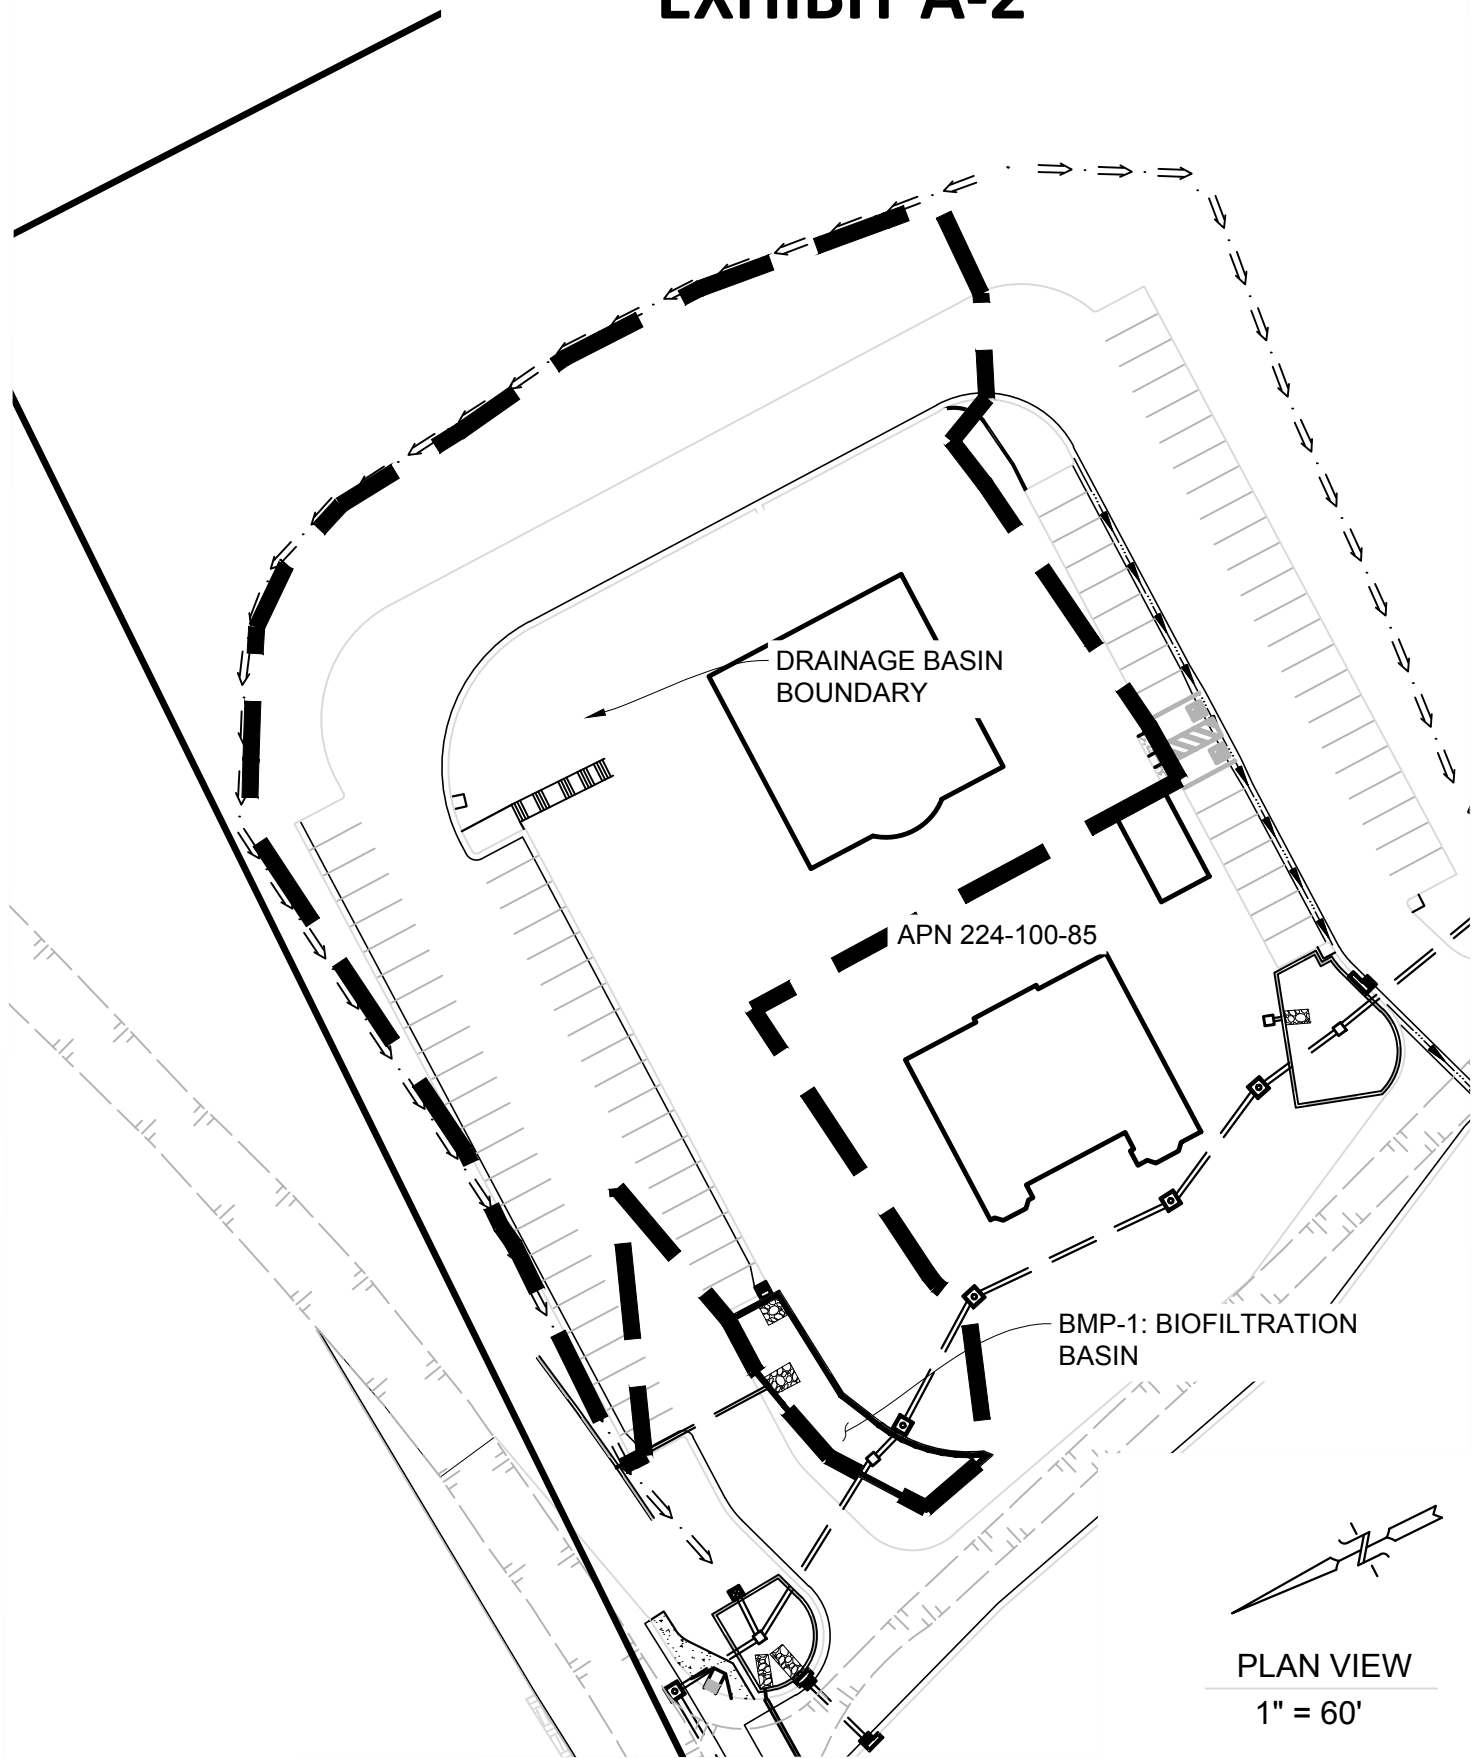 EXHIBIT A-2
DRAINAGE BASIN
BOUNDARY
APN 224-100-85
BMP-1: BIOFILTRATION
BASIN
PLAN VIEW
1" = 60'